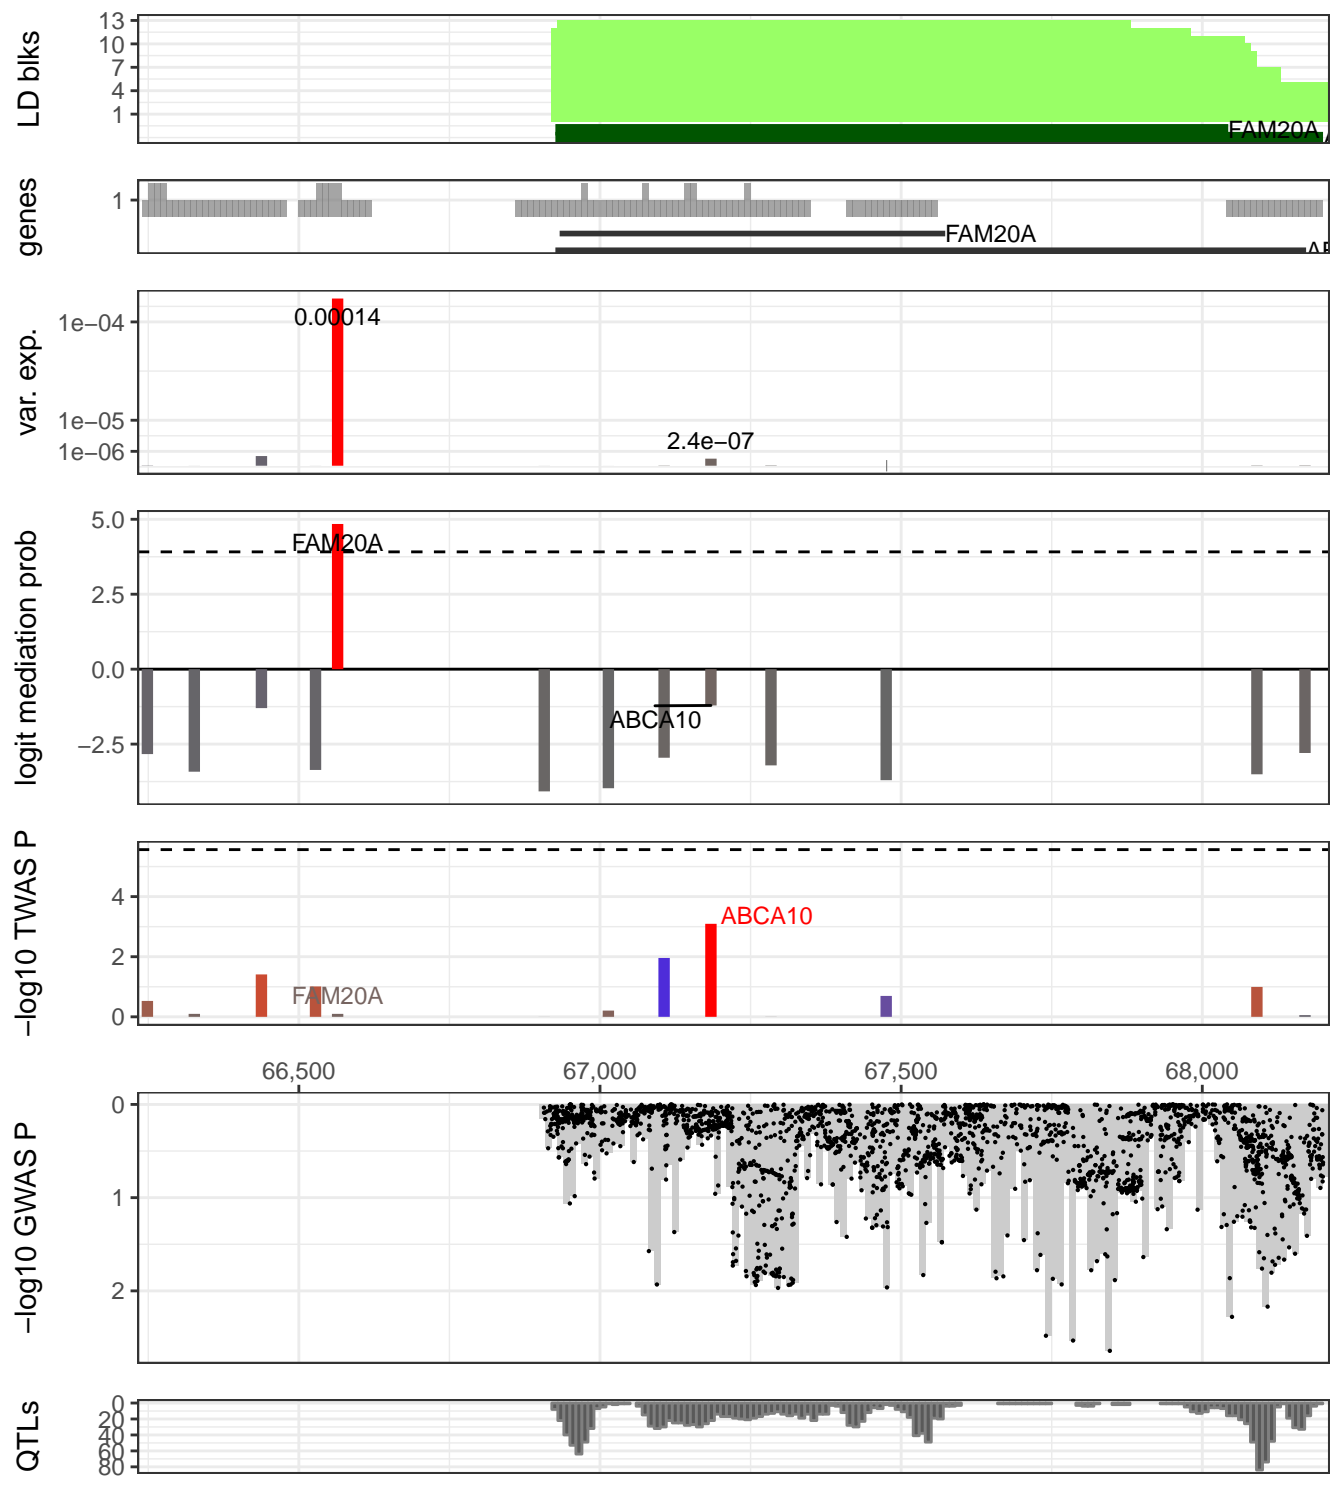 LD blks
13
10
7
4
1
FAM20A
genes
1
FAM20A
var. exp.
1e−04
1e−05
1e−06
0.00014
2.4e−07
logit mediation prob
5.0
2.5
0.0
−2.5
FAM20A
ABCA10
−log10 TWAS P
4
2
0
ABCA10
FAM20A
66,500 67,000 67,500 68,000
−log10 GWAS P
0
1
2
QTLs
0
20
40
60
80